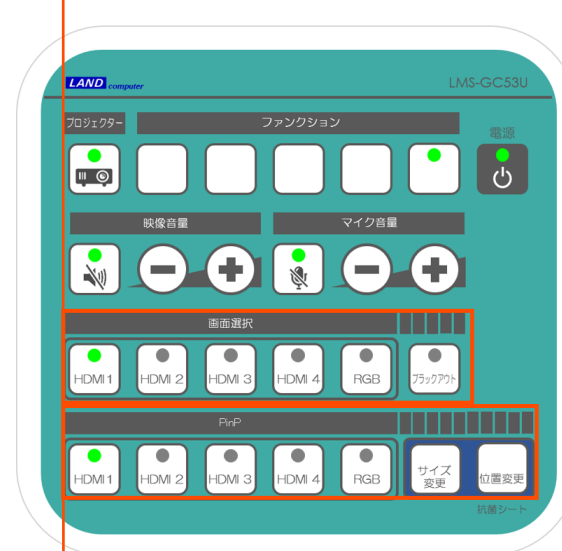 LAND computer
LMS-GC53U
プロジェクター
ファンクション
電源
映像音量
マイク音量
画面選択
HDMI 1
HDMI 2
HDMI 3
HDMI 4
RGB
ブラックアウト
PinP
HDMI 1
HDMI 2
HDMI 3
HDMI 4
RGB
サイズ
変更
位置変更
抗菌シート